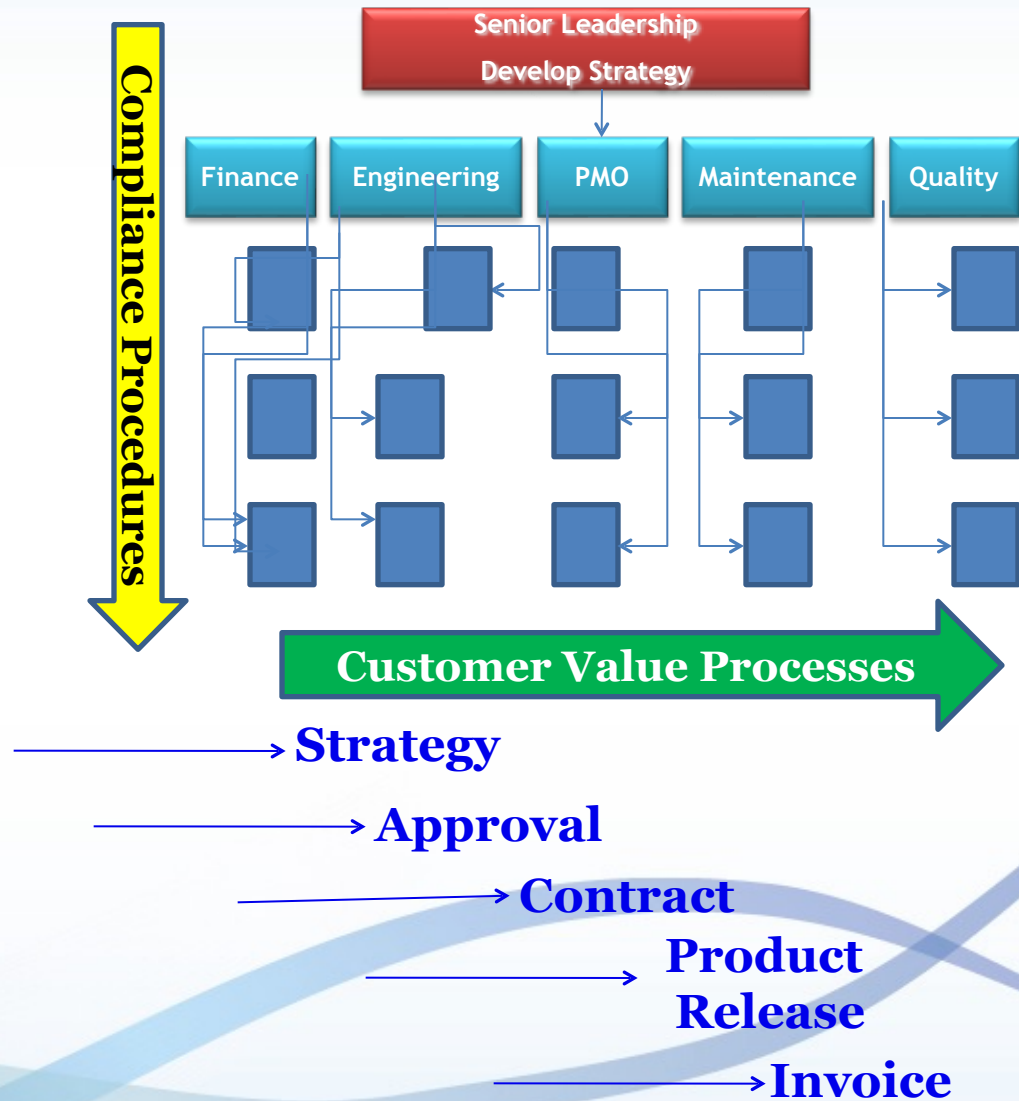 Senior Leadership
Develop Strategy
Compliance Procedures
Finance
Engineering
PMO
Maintenance
Quality
Customer Value Processes
Strategy
Approval
Contract
Product
Release
Invoice